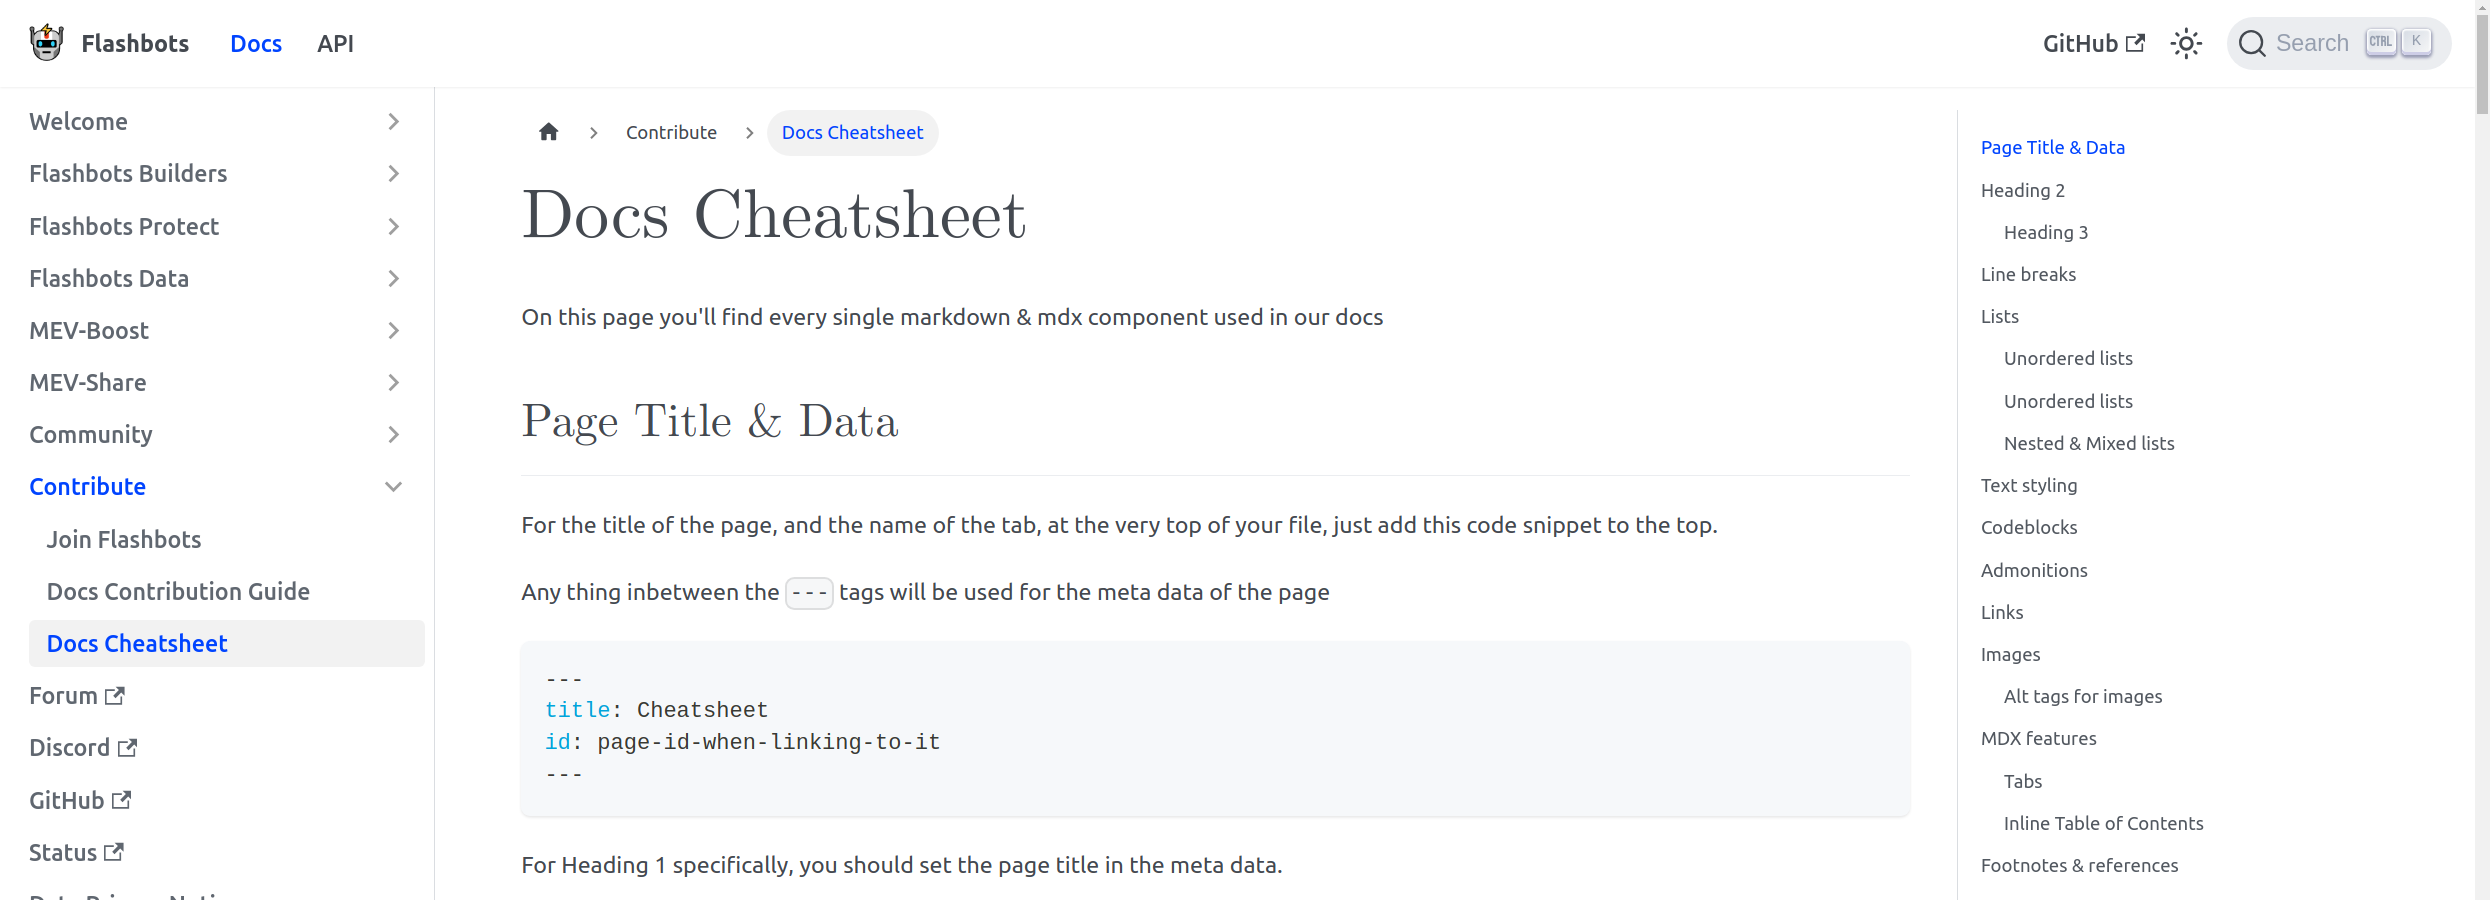 Flashbots Docs API GitHub Search CTRL K
Welcome
Flashbots Builders
Flashbots Protect
Flashbots Data
MEV-Boost
MEV-Share
Community
Contribute
Join Flashbots
Docs Contribution Guide
Docs Cheatsheet
Forum
Discord
GitHub
Status
Contribute Docs Cheatsheet
Docs Cheatsheet
On this page you'll find every single markdown & mdx component used in our docs
Page Title & Data
For the title of the page, and the name of the tab, at the very top of your file, just add this code snippet to the top.
Any thing inbetween the --- tags will be used for the meta data of the page
---
title: Cheatsheet
id: page-id-when-linking-to-it
---
For Heading 1 specifically, you should set the page title in the meta data.
Page Title & Data
Heading 2
Heading 3
Line breaks
Lists
Unordered lists
Unordered lists
Nested & Mixed lists
Text styling
Codeblocks
Admonitions
Links
Images
Alt tags for images
MDX features
Tabs
Inline Table of Contents
Footnotes & references